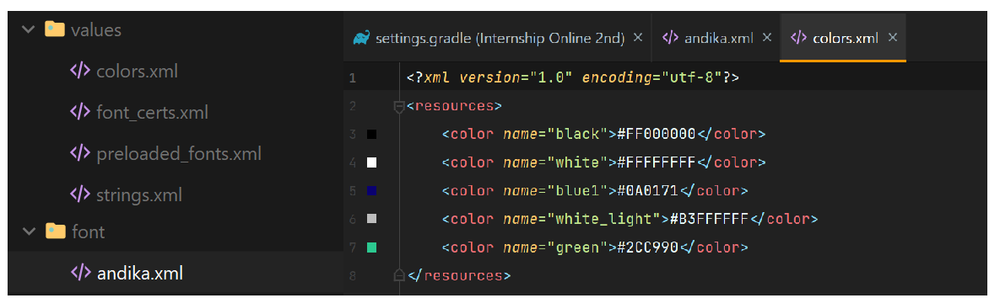 values
colors.xml
font_certs.xml
preloaded_fonts.xml
strings.xml
font
andika.xml
settings.gradle (Internship Online 2nd) andika.xml colors.xml
1 <?xml version="1.0" encoding="utf-8"?>
2 <resources>
3 <color name="black">#FF000000</color>
4 <color name="white">#FFFFFFFF</color>
5 <color name="blue1">#0A0171</color>
6 <color name="white_light">#B3FFFFFF</color>
7 <color name="green">#2CC990</color>
8 </resources>